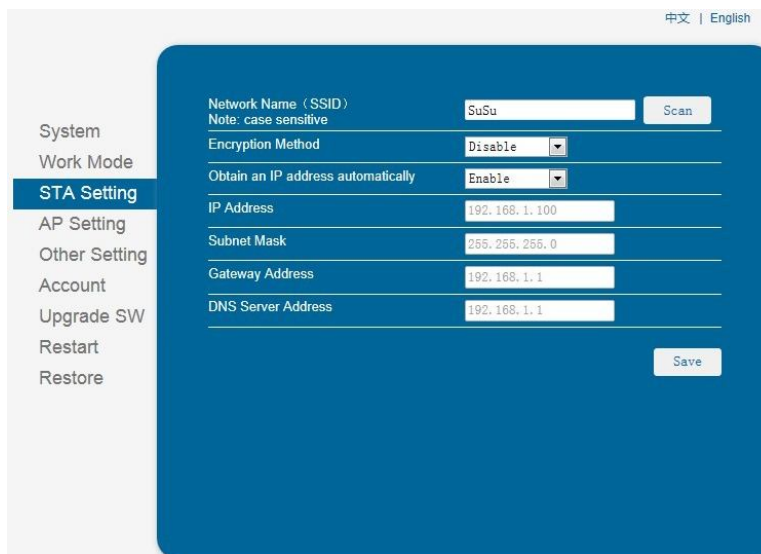 中文 | English
System
Work Mode
STA Setting
AP Setting
Other Setting
Account
Upgrade SW
Restart
Restore
Network Name（SSID）
Note: case sensitive
SuSu
Scan
Encryption Method
Disable
Obtain an IP address automatically
Enable
IP Address
192.168.1.100
Subnet Mask
255.255.255.0
Gateway Address
192.168.1.1
DNS Server Address
192.168.1.1
Save